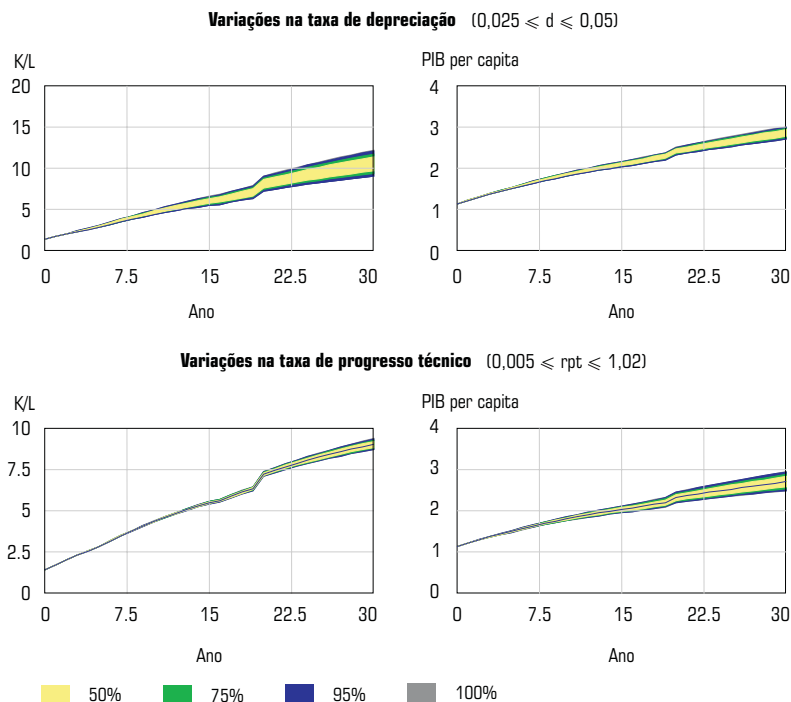 Variações na taxa de depreciação (0,025 ⩽ d ⩽ 0,05)
K/L
PIB per capita
20
15
10
5
0
4
3
2
1
0
0 7.5 15 22.5 30
0 7.5 15 22.5 30
Ano
Ano
Variações na taxa de progresso técnico (0,005 ⩽ rpt ⩽ 1,02)
K/L
PIB per capita
10
7.5
5
2.5
0
4
3
2
1
0
0 7.5 15 22.5 30
0 7.5 15 22.5 30
Ano
Ano
50% 75% 95% 100%